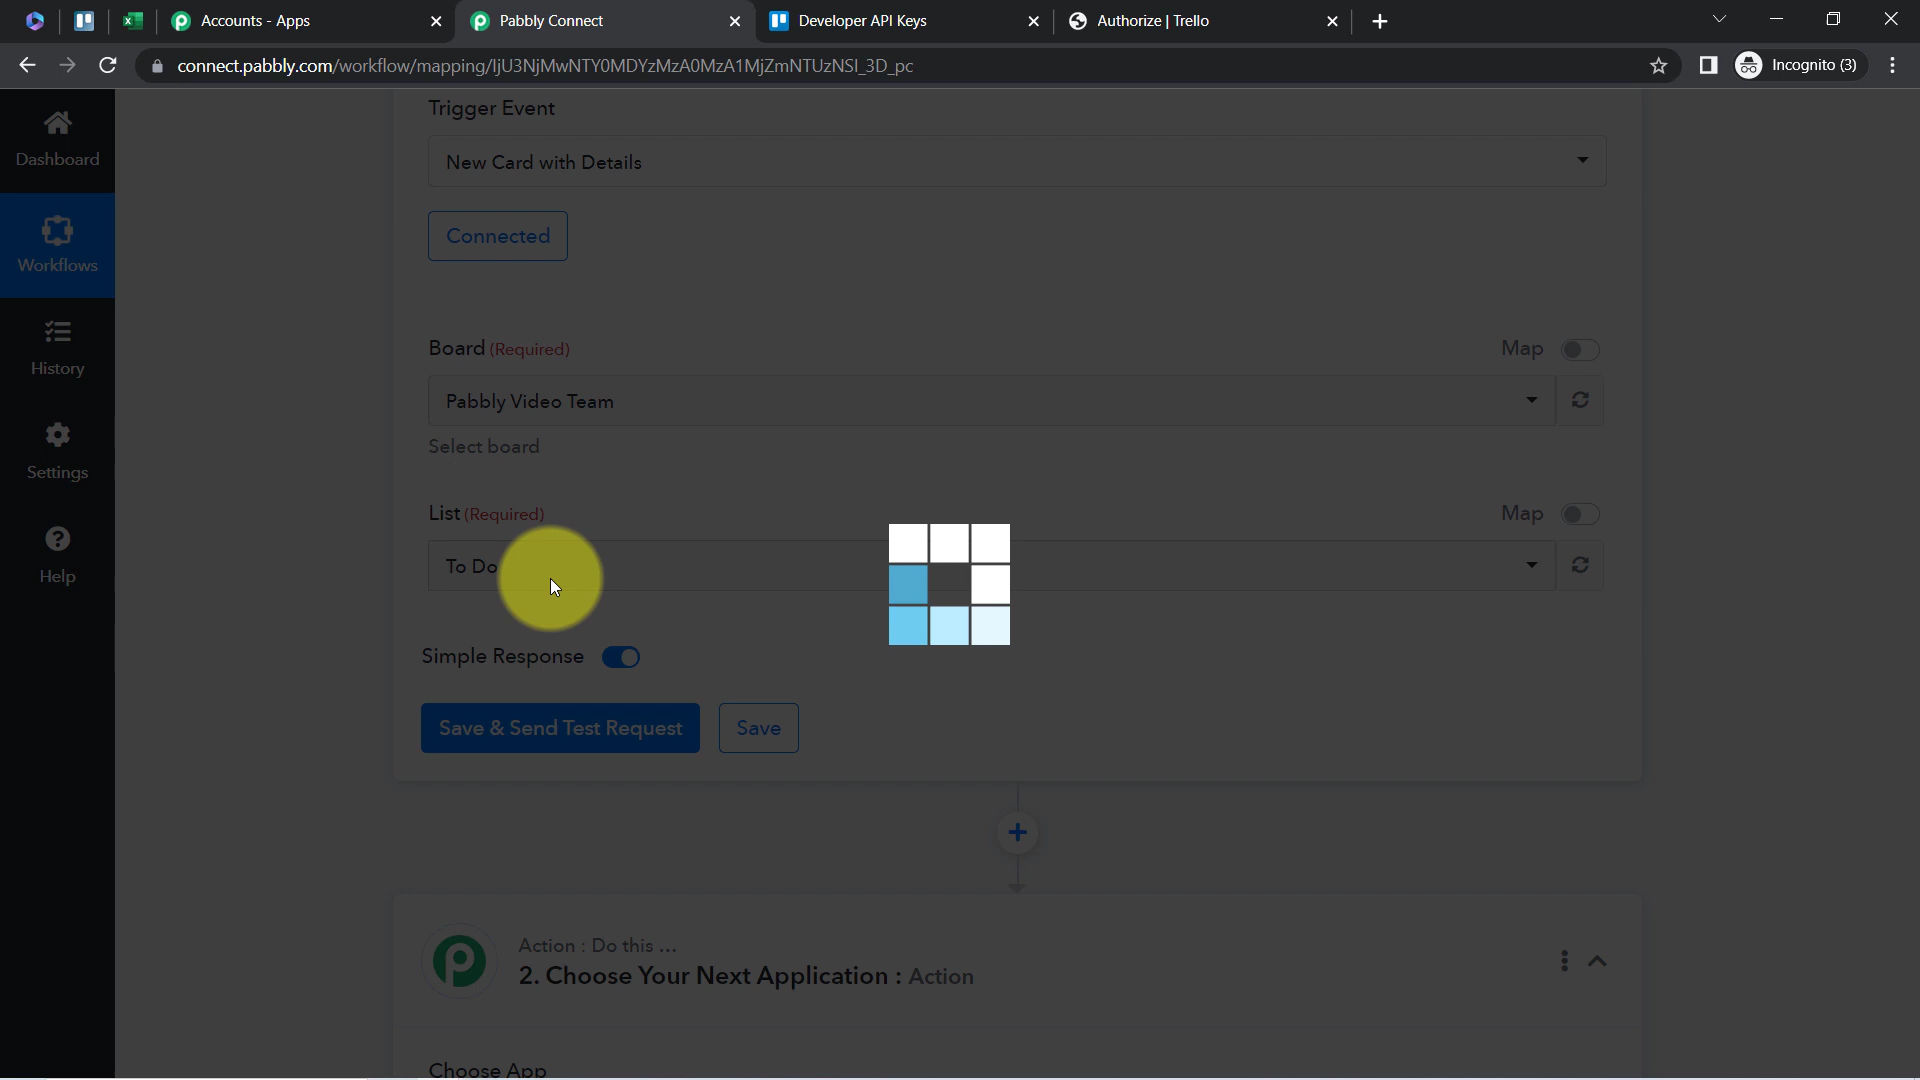 Accounts - Apps
Pabbly Connect
Developer API Keys
Authorize | Trello
connect.pabbly.com/workflow/mapping/IjU3NjMwNTY0MDYzMzA0MzA1MjZmNTUzNSI_3D_pc
Incognito (3)
Dashboard
Workflows
History
Settings
Help
Trigger Event
New Card with Details
Connected
Board (Required)
Map
Pabbly Video Team
Select board
List (Required)
Map
To Do
Simple Response
Save & Send Test Request
Save
Action : Do this ...
2. Choose Your Next Application : Action
Choose App